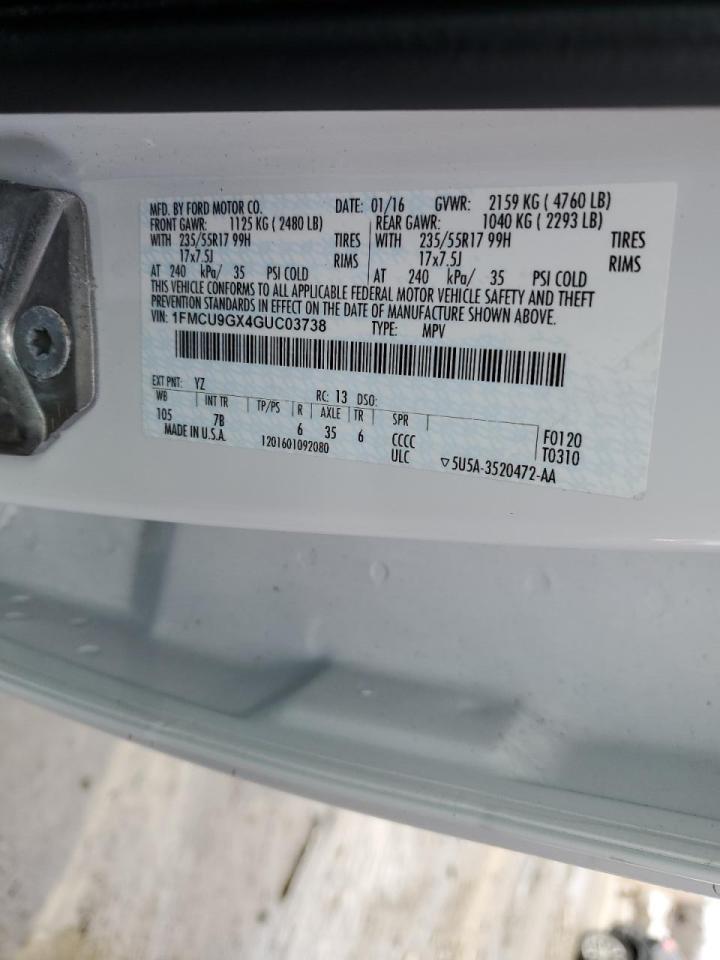 MFD. BY FORD MOTOR CO. DATE: 01/16 GVWR: 2159 KG ( 4760 LB)
FRONT GAWR: 1125 KG ( 2480 LB) REAR GAWR: 1040 KG ( 2293 LB)
WITH 235/55R17 99H TIRES WITH 235/55R17 99H TIRES
17x7.5J RIMS 17x7.5J RIMS
AT 240 kPa/ 35 PSI COLD AT 240 kPa/ 35 PSI COLD
THIS VEHICLE CONFORMS TO ALL APPLICABLE FEDERAL MOTOR VEHICLE SAFETY AND THEFT
PREVENTION STANDARDS IN EFFECT ON THE DATE OF MANUFACTURE SHOWN ABOVE.
VIN: 1FMCU9GX4GUC03738 TYPE: MPV
EXT PNT: YZ RC: 13 DSO:
WB INT TR TP/PS R AXLE TR SPR
105 7B 6 35 6 CCCC F0120
MADE IN U.S.A. 1201601092080 ULC ▽5U5A-3520472-AA T0310